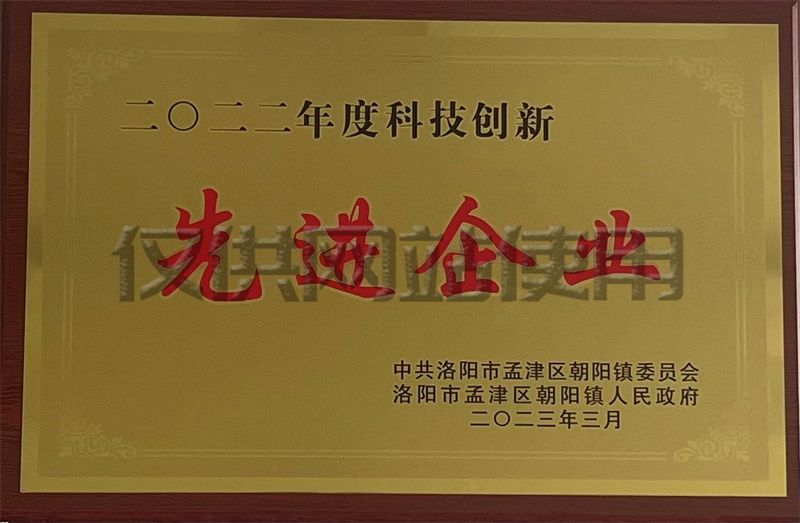 二〇二二年度科技创新
先进企业
仅供网站使用
中共洛阳市孟津区朝阳镇委员会
洛阳市孟津区朝阳镇人民政府
二〇二三年三月